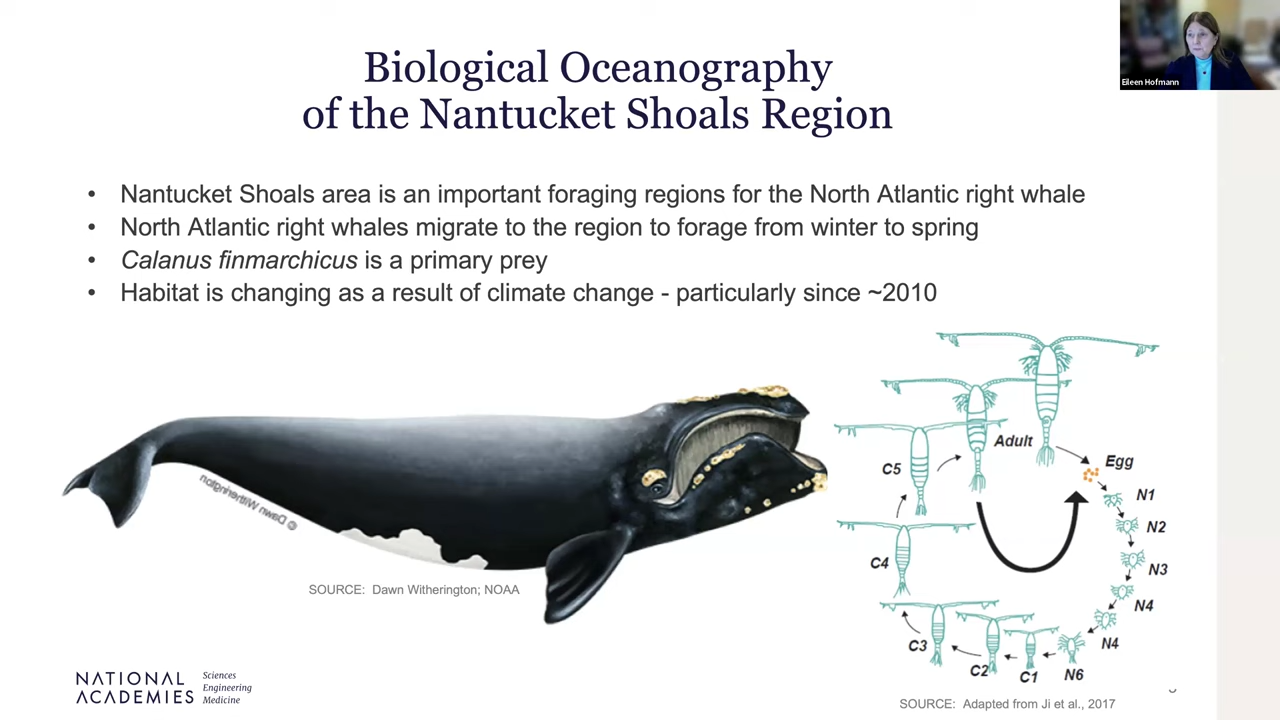 Biological Oceanography
of the Nantucket Shoals Region
Eileen Hofmann
• Nantucket Shoals area is an important foraging regions for the North Atlantic right whale
• North Atlantic right whales migrate to the region to forage from winter to spring
• Calanus finmarchicus is a primary prey
• Habitat is changing as a result of climate change - particularly since ~2010
© Dawn Witherington
SOURCE: Dawn Witherington; NOAA
Adult
Egg
N1
N2
N3
N4
N4
N6
C1
C2
C3
C4
C5
SOURCE: Adapted from Ji et al., 2017
NATIONAL ACADEMIES
Sciences
Engineering
Medicine